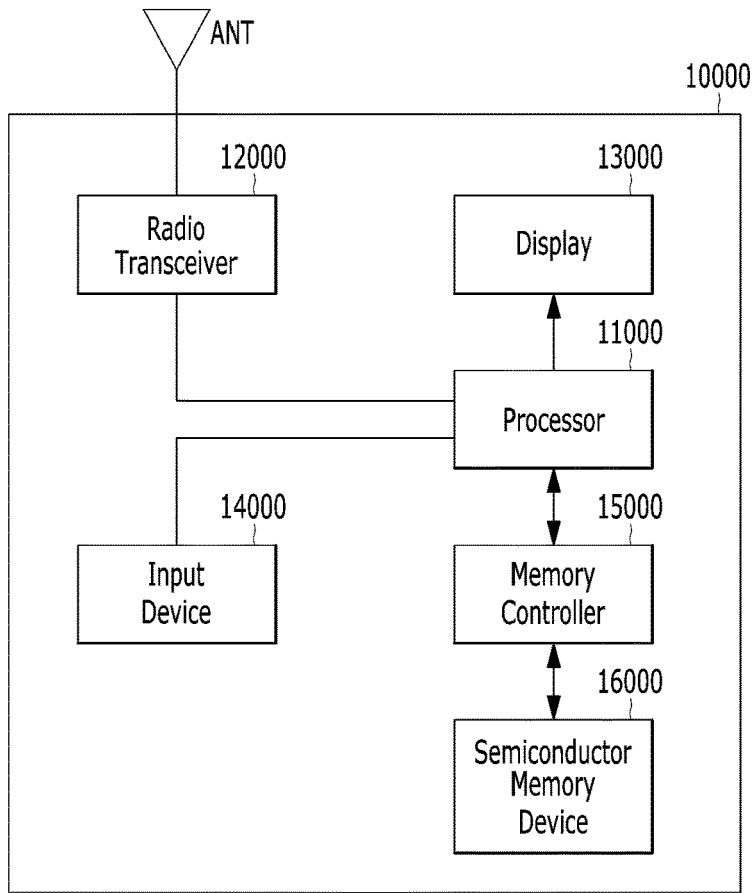 ANT
10000
12000
13000
Radio
Transceiver
Display
11000
Processor
14000
15000
Input
Device
Memory
Controller
16000
Semiconductor
Memory
Device